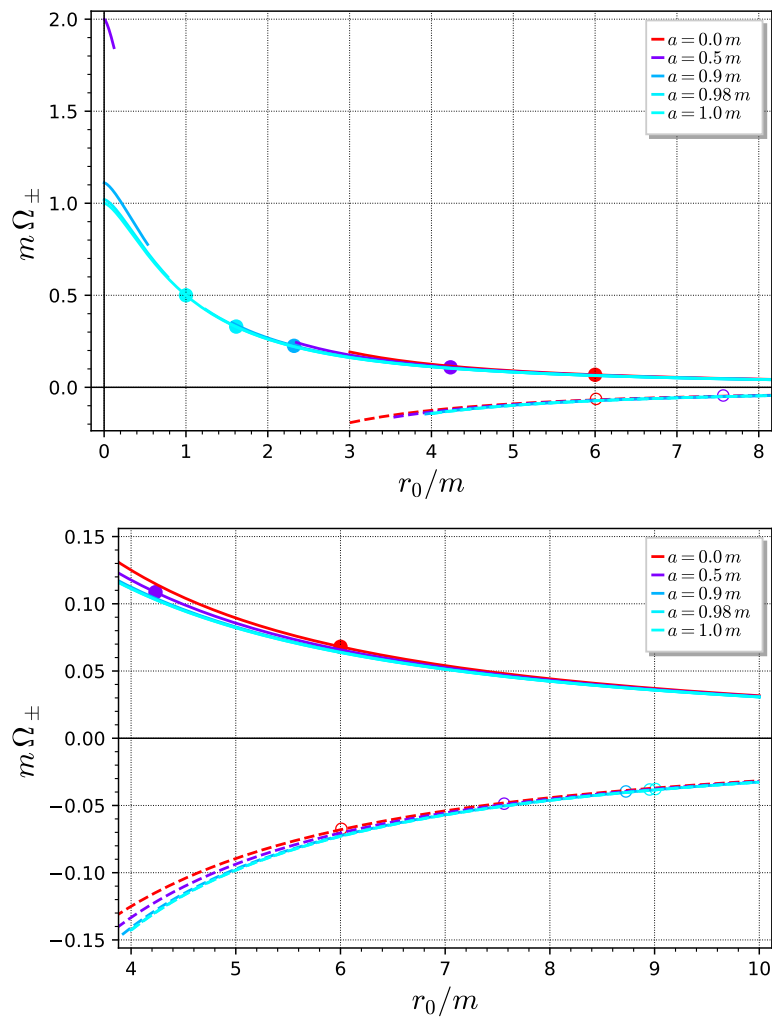 2.0
1.5
1.0
0.5
0.0
m Ω ±
0 1 2 3 4 5 6 7 8
r₀/m
a = 0.0 m
a = 0.5 m
a = 0.9 m
a = 0.98 m
a = 1.0 m
0.15
0.10
0.05
0.00
−0.05
−0.10
−0.15
m Ω ±
4 5 6 7 8 9 10
r₀/m
a = 0.0 m
a = 0.5 m
a = 0.9 m
a = 0.98 m
a = 1.0 m